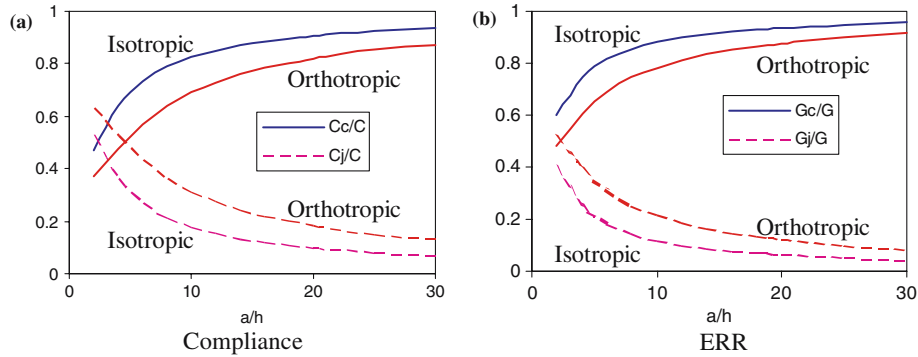 (a)
1
0.8
0.6
0.4
0.2
0
Isotropic
Orthotropic
Cc/C
Cj/C
Orthotropic
Isotropic
0 10 20 30
a/h
Compliance
(b)
1
0.8
0.6
0.4
0.2
0
Isotropic
Orthotropic
Gc/G
Gj/G
Orthotropic
Isotropic
0 10 20 30
a/h
ERR